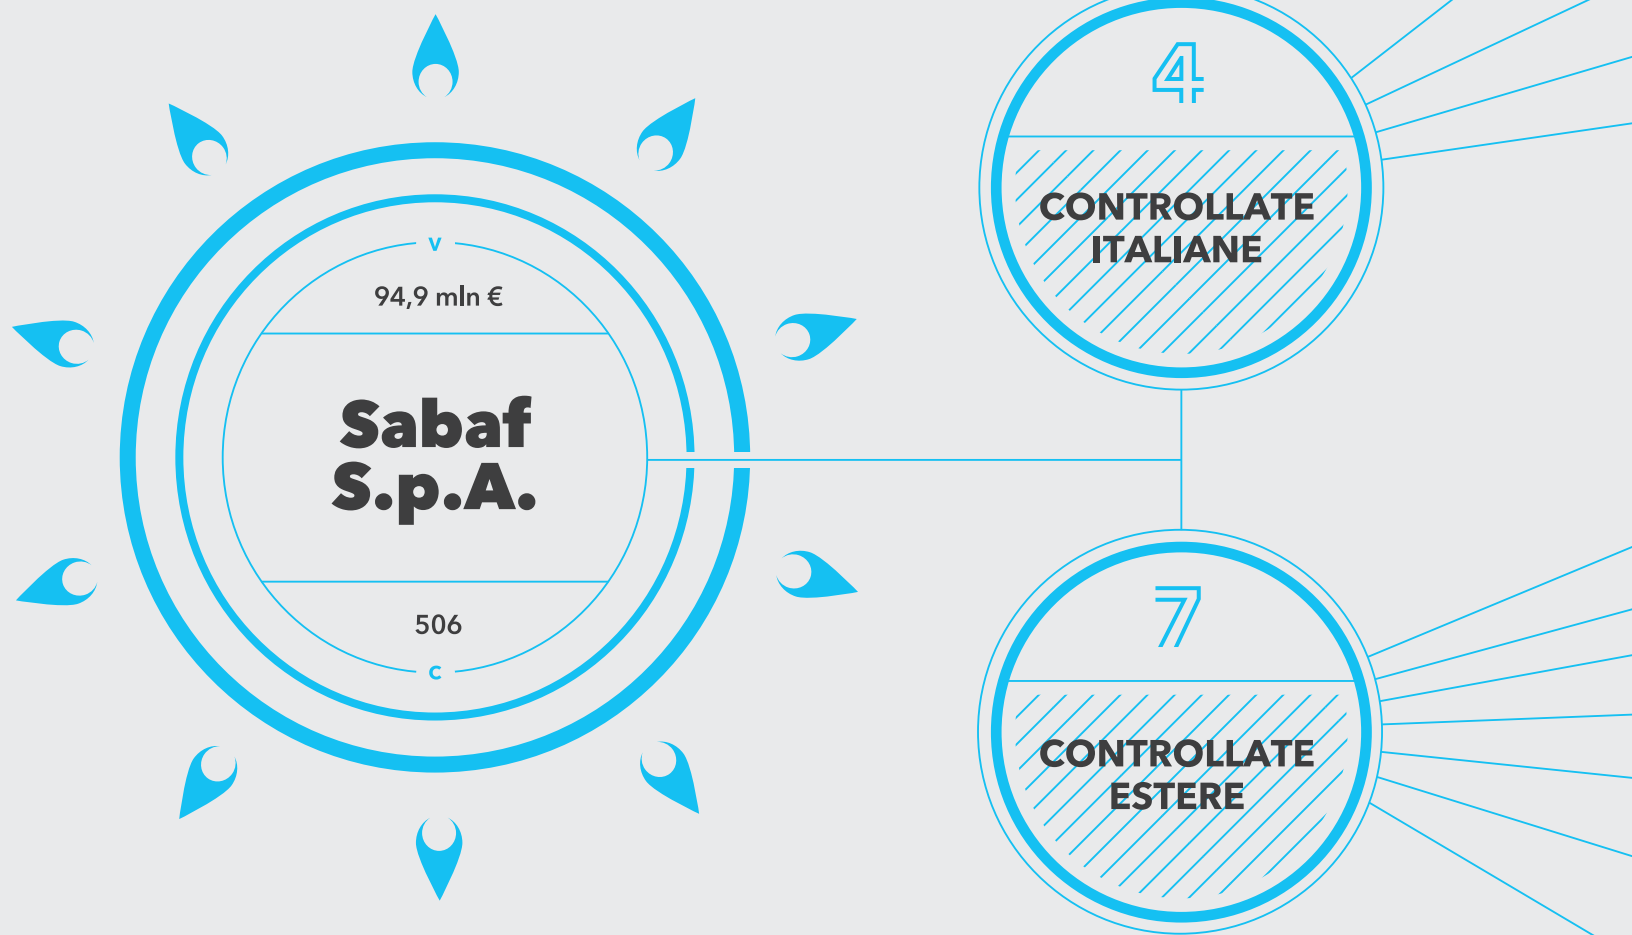 v
94,9 mln €
Sabaf
S.p.A.
506
c
4
CONTROLLATE
ITALIANE
7
CONTROLLATE
ESTERE